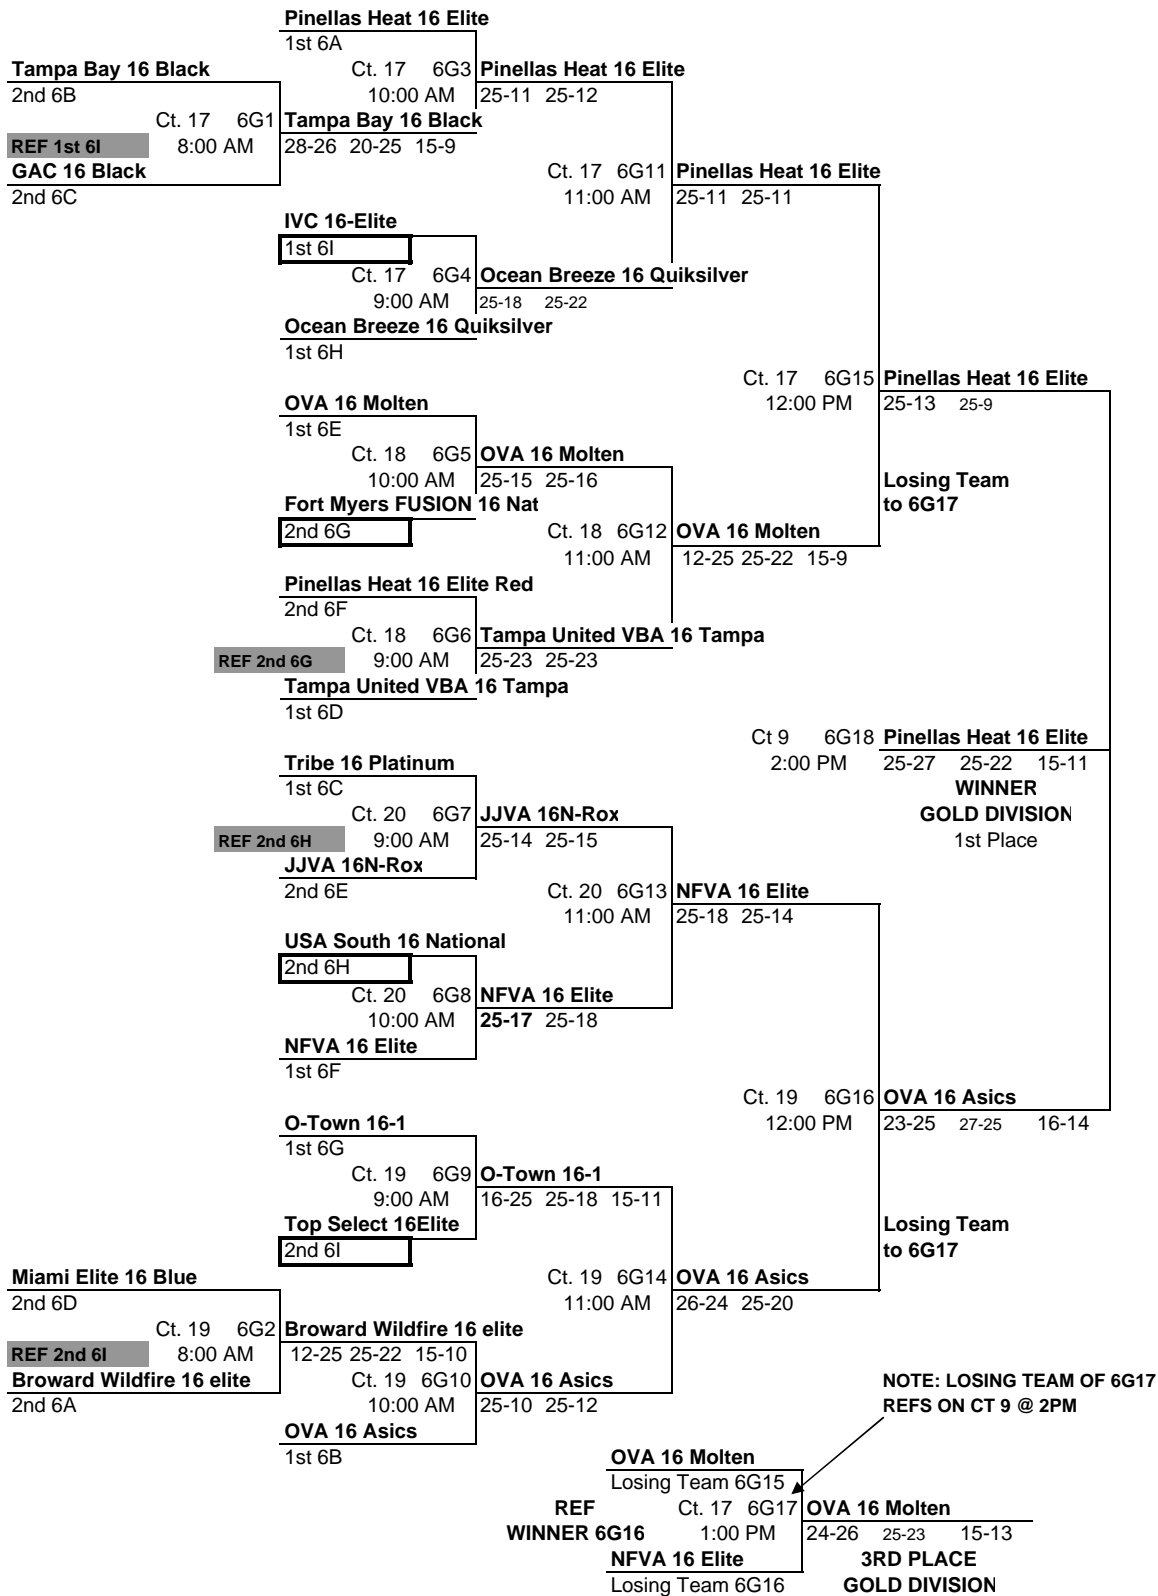 Pinellas Heat 16 Elite
1st 6A
Tampa Bay 16 Black Ct. 17 6G3 Pinellas Heat 16 Elite
2nd 6B 10:00 AM 25-11 25-12
Ct. 17 6G1 Tampa Bay 16 Black
REF 1st 6I 8:00 AM 28-26 20-25 15-9
GAC 16 Black Ct. 17 6G11 Pinellas Heat 16 Elite
2nd 6C 11:00 AM 25-11 25-11
IVC 16-Elite
1st 6I
Ct. 17 6G4 Ocean Breeze 16 Quiksilver
9:00 AM 25-18 25-22
Ocean Breeze 16 Quiksilver
1st 6H
Ct. 17 6G15 Pinellas Heat 16 Elite
OVA 16 Molten 12:00 PM 25-13 25-9
1st 6E
Ct. 18 6G5 OVA 16 Molten
10:00 AM 25-15 25-16 Losing Team
Fort Myers FUSION 16 Nat to 6G17
2nd 6G Ct. 18 6G12 OVA 16 Molten
11:00 AM 12-25 25-22 15-9
Pinellas Heat 16 Elite Red
2nd 6F
Ct. 18 6G6 Tampa United VBA 16 Tampa
REF 2nd 6G 9:00 AM 25-23 25-23
Tampa United VBA 16 Tampa
1st 6D
Ct 9 6G18 Pinellas Heat 16 Elite
Tribe 16 Platinum 2:00 PM 25-27 25-22 15-11
1st 6C WINNER
Ct. 20 6G7 JJVA 16N-Rox GOLD DIVISION
REF 2nd 6H 9:00 AM 25-14 25-15 1st Place
JJVA 16N-Rox
2nd 6E Ct. 20 6G13 NFVA 16 Elite
11:00 AM 25-18 25-14
USA South 16 National
2nd 6H
Ct. 20 6G8 NFVA 16 Elite
10:00 AM 25-17 25-18
NFVA 16 Elite
1st 6F
Ct. 19 6G16 OVA 16 Asics
O-Town 16-1 12:00 PM 23-25 27-25 16-14
1st 6G
Ct. 19 6G9 O-Town 16-1
9:00 AM 16-25 25-18 15-11
Top Select 16Elite Losing Team
2nd 6I to 6G17
Miami Elite 16 Blue Ct. 19 6G14 OVA 16 Asics
2nd 6D 11:00 AM 26-24 25-20
Ct. 19 6G2 Broward Wildfire 16 elite
REF 2nd 6I 8:00 AM 12-25 25-22 15-10
Broward Wildfire 16 elite Ct. 19 6G10 OVA 16 Asics NOTE: LOSING TEAM OF 6G17
2nd 6A 10:00 AM 25-10 25-12 REFS ON CT 9 @ 2PM
OVA 16 Asics
1st 6B OVA 16 Molten
Losing Team 6G15
REF Ct. 17 6G17 OVA 16 Molten
WINNER 6G16 1:00 PM 24-26 25-23 15-13
NFVA 16 Elite 3RD PLACE
Losing Team 6G16 GOLD DIVISION